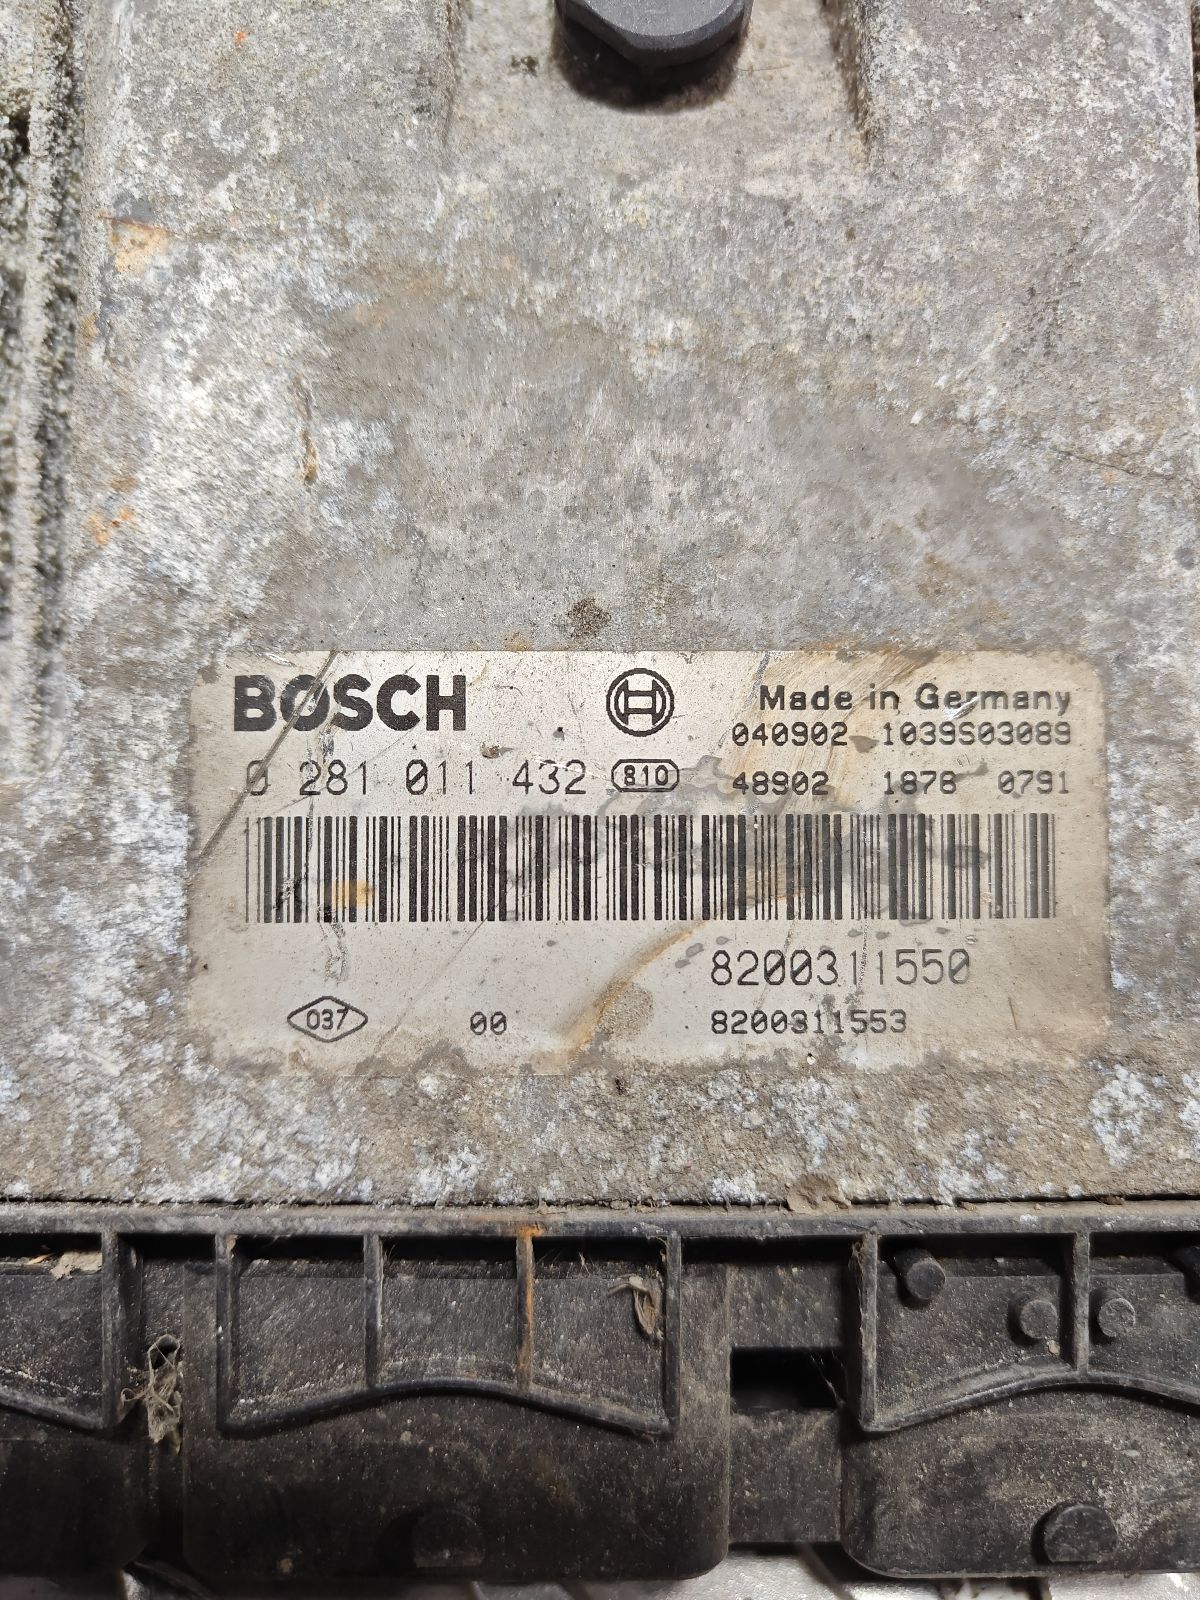 BOSCH
Made in Germany
040902 1039S03089
0 281 011 432 810
48902 1878 0791
8200311550
037 00 8200311553